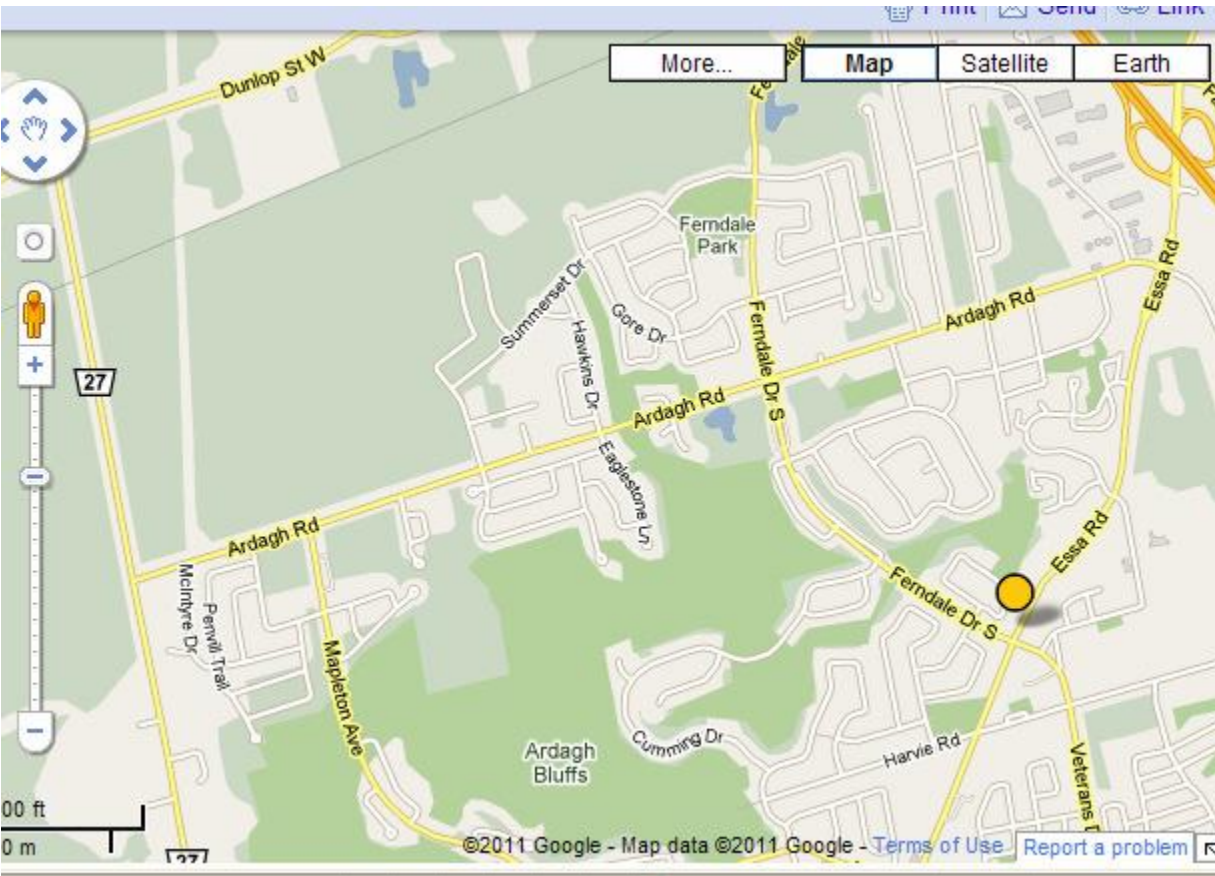 Print Send Link
More... Map Satellite Earth
Dunlop St W
Ferndale
Park
Summerset Dr
Gore Dr
Hawkins Dr
Ferndale Dr S
Ardagh Rd
Essa Rd
27
Ardagh Rd
Eaglestone Ln
Ardagh Rd
Essa Rd
McIntyre Dr
Penvill Trail
Mapleton Ave
Ferndale Dr S
Cumming Dr
Harvie Rd
Ardagh
Bluffs
Veterans D
00 ft
0 m
27
©2011 Google - Map data ©2011 Google - Terms of Use
Report a problem